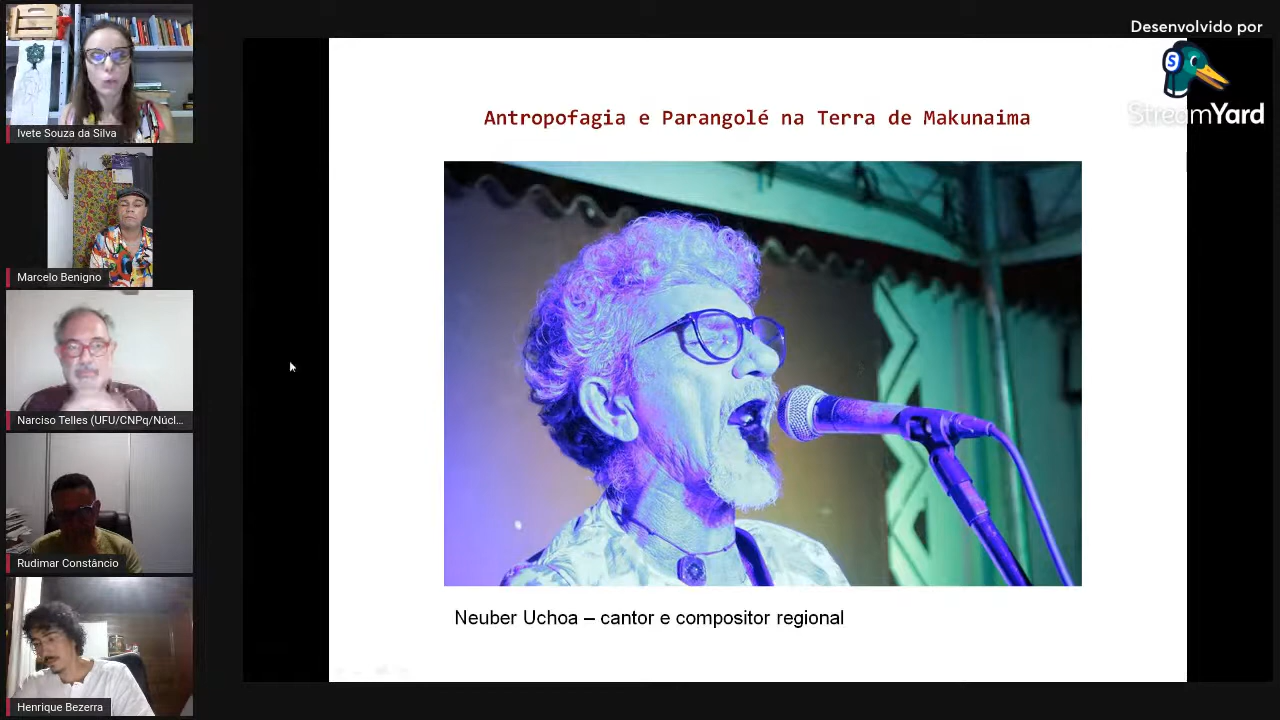 Desenvolvido por
StreamYard
Ivete Souza da Silva
Marcelo Benigno
Narciso Telles (UFU/CNPq/Núcl...
Rudimar Constâncio
Henrique Bezerra
Antropofagia e Parangolé na Terra de Makunaima
Neuber Uchoa – cantor e compositor regional